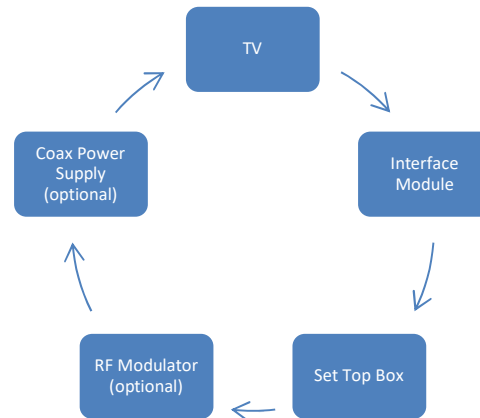 TV
Interface
Module
Set Top Box
RF Modulator
(optional)
Coax Power
Supply
(optional)